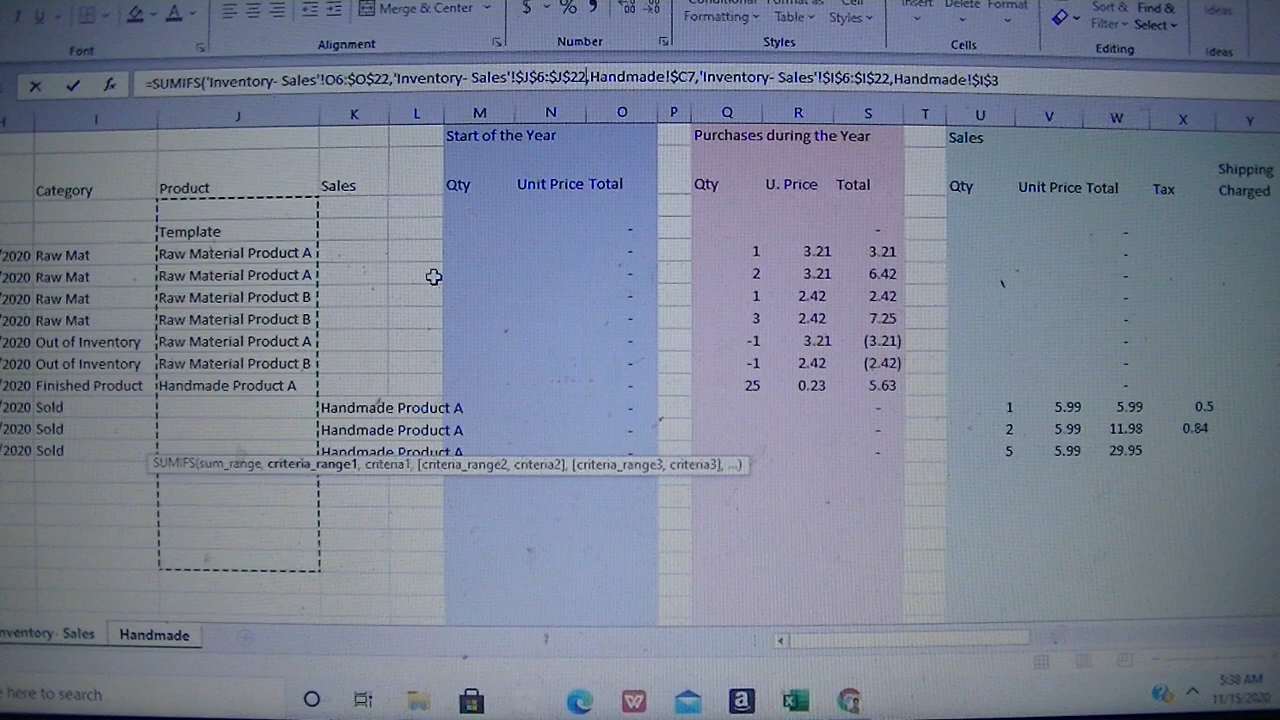 Merge & Center
$ % 9
Formatting Table Styles
Insert Delete Format
Sort & Find &
Filter Select
Ideas
Font Alignment Number Styles Cells Editing Ideas
fx =SUMIFS('Inventory- Sales'!O6:$O$22,'Inventory- Sales'!$J$6:$J$22,Handmade!$C7,'Inventory- Sales'!$I$6:$I$22,Handmade!$I$3
I J K L M N O P Q R S T U V W X Y
Start of the Year Purchases during the Year Sales
Category Product Sales Qty Unit Price Total Qty U. Price Total Qty Unit Price Total Tax Shipping Charged
Template - - -
/2020 Raw Mat Raw Material Product A - 1 3.21 3.21 -
/2020 Raw Mat Raw Material Product A - 2 3.21 6.42 -
/2020 Raw Mat Raw Material Product B - 1 2.42 2.42 -
/2020 Raw Mat Raw Material Product B - 3 2.42 7.25 -
/2020 Out of Inventory Raw Material Product A - -1 3.21 (3.21) -
/2020 Out of Inventory Raw Material Product B - -1 2.42 (2.42) -
/2020 Finished Product Handmade Product A - 25 0.23 5.63 -
/2020 Sold Handmade Product A - - 1 5.99 5.99 0.5
/2020 Sold Handmade Product A - - 2 5.99 11.98 0.84
/2020 Sold Handmade Product A - - 5 5.99 29.95
SUMIFS(sum_range, criteria_range1, criteria1, [criteria_range2, criteria2], [criteria_range3, criteria3], ...)
nventory- Sales Handmade
here to search
5:38 AM
11/15/2020